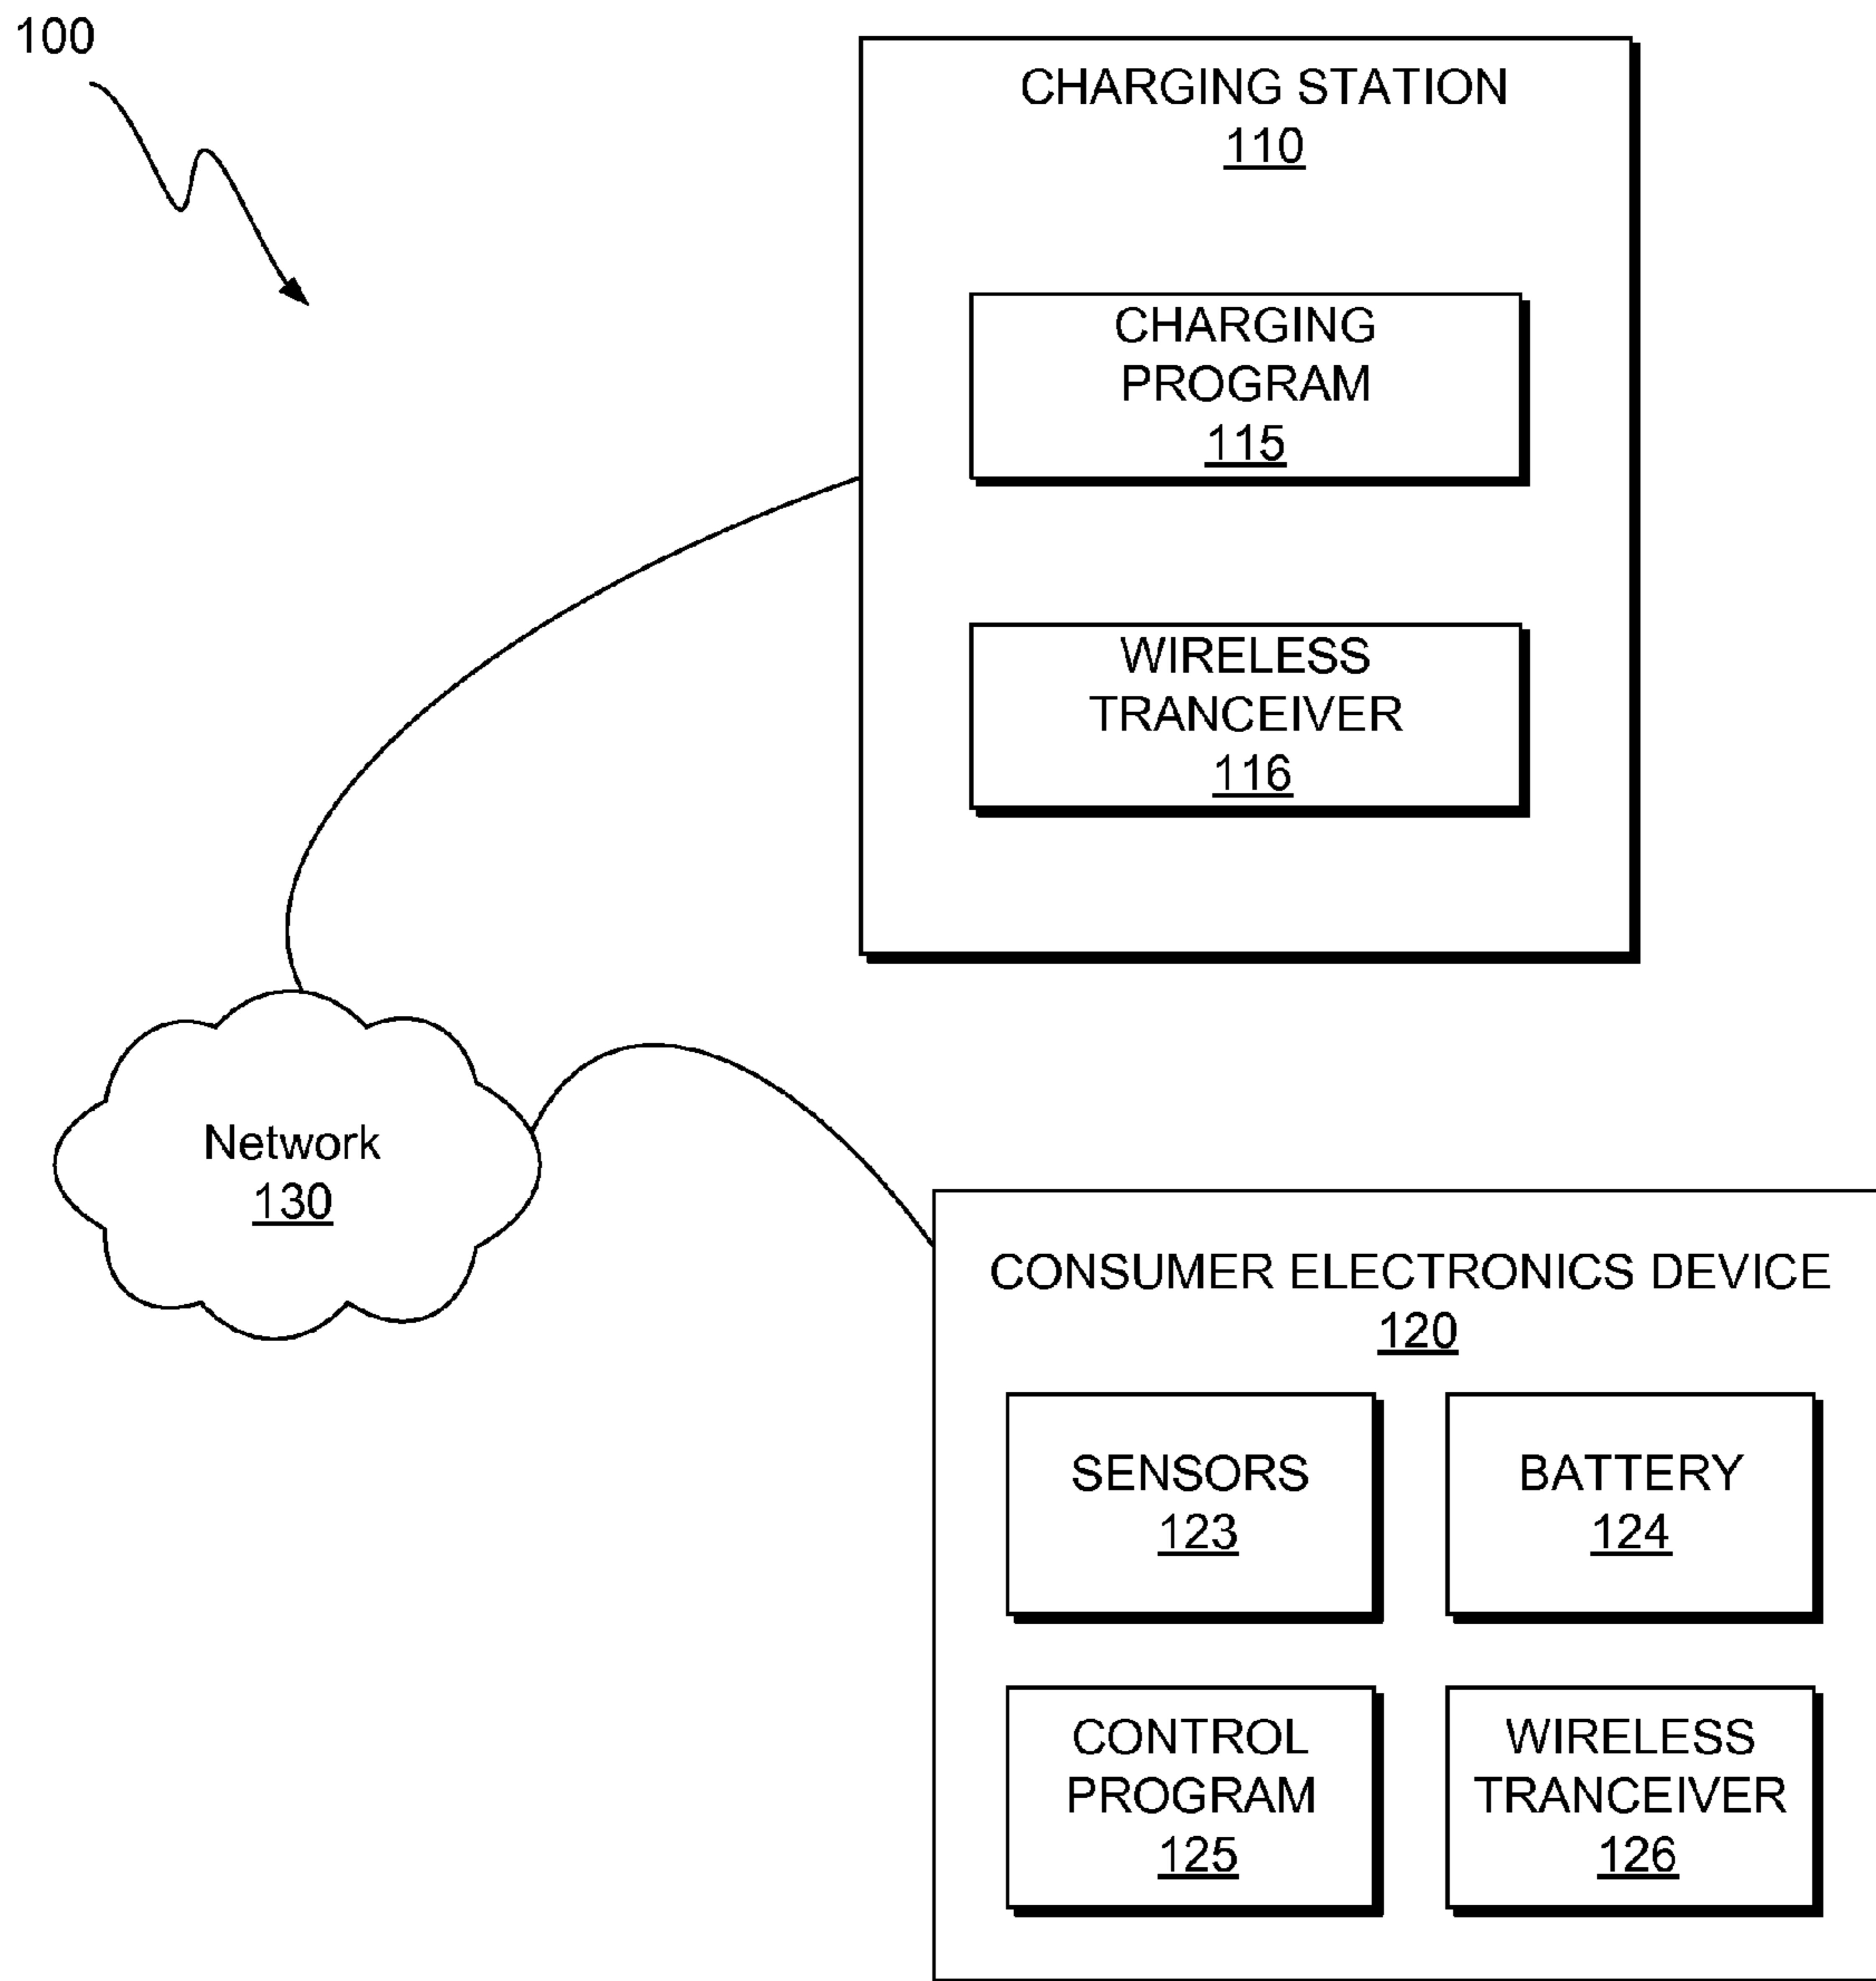 100
CHARGING STATION
110
CHARGING
PROGRAM
115
WIRELESS
TRANCEIVER
116
Network
130
CONSUMER ELECTRONICS DEVICE
120
SENSORS
123
BATTERY
124
CONTROL
PROGRAM
125
WIRELESS
TRANCEIVER
126